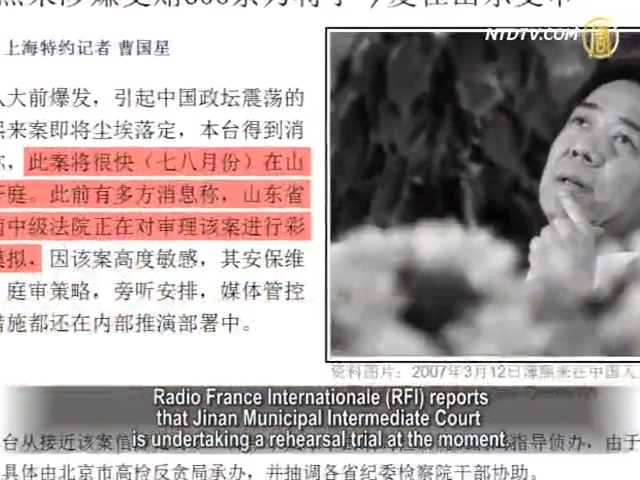 NTDTV.COM
上海特约记者 曹国星
大前爆发，引起中国政坛震荡的
来案即将尘埃落定，本台得到消
此案将很快（七八月份）在山
庭。此前有多方消息称，山东省
中级法院正在对审理该案进行彩
拟，因该案高度敏感，其安保维
庭审策略，旁听安排，媒体管控
施都还在内部推演部署中。
资料图片：2007年3月12日薄熙来在中国人
Radio France Internationale (RFI) reports
that Jinan Municipal Intermediate Court
is undertaking a rehearsal trial at the moment.
台从接近该案信
指导侦办，由于
具体由北京市高检反贪局承办，并抽调各省纪委检察院干部协助。